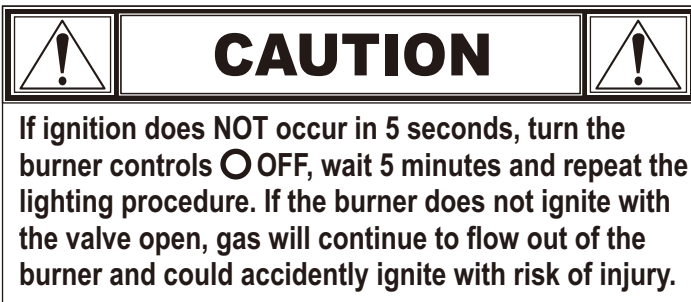 CAUTION
If ignition does NOT occur in 5 seconds, turn the
burner controls O OFF, wait 5 minutes and repeat the
lighting procedure. If the burner does not ignite with
the valve open, gas will continue to flow out of the
burner and could accidently ignite with risk of injury.